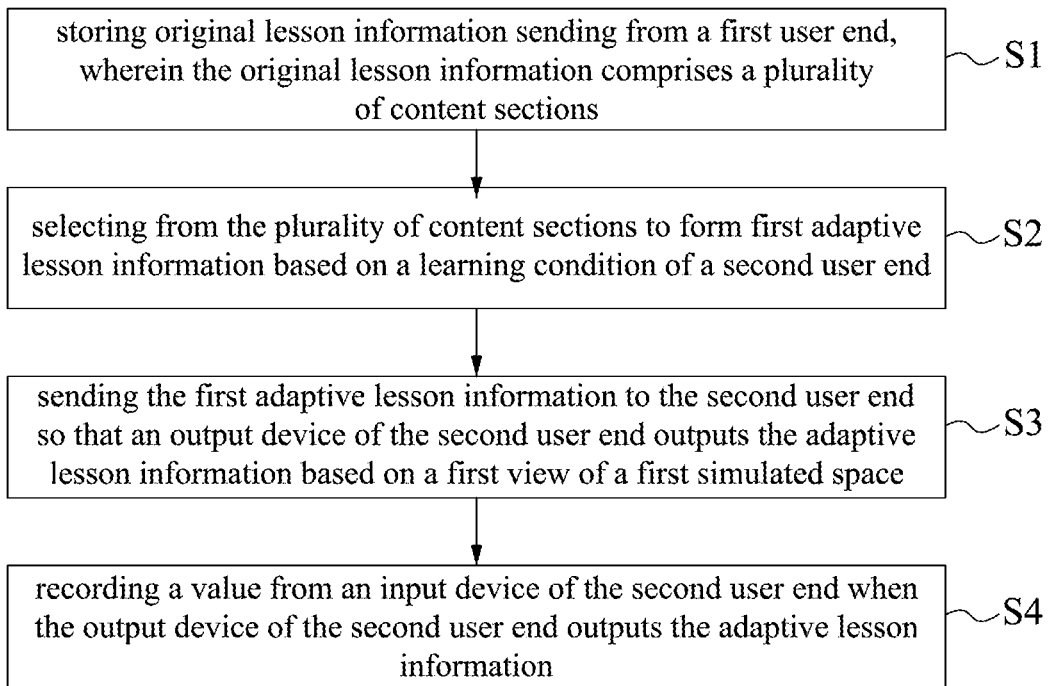 storing original lesson information sending from a first user end,
wherein the original lesson information comprises a plurality
of content sections
S1
selecting from the plurality of content sections to form first adaptive
lesson information based on a learning condition of a second user end
S2
sending the first adaptive lesson information to the second user end
so that an output device of the second user end outputs the adaptive
lesson information based on a first view of a first simulated space
S3
recording a value from an input device of the second user end when
the output device of the second user end outputs the adaptive lesson
information
S4